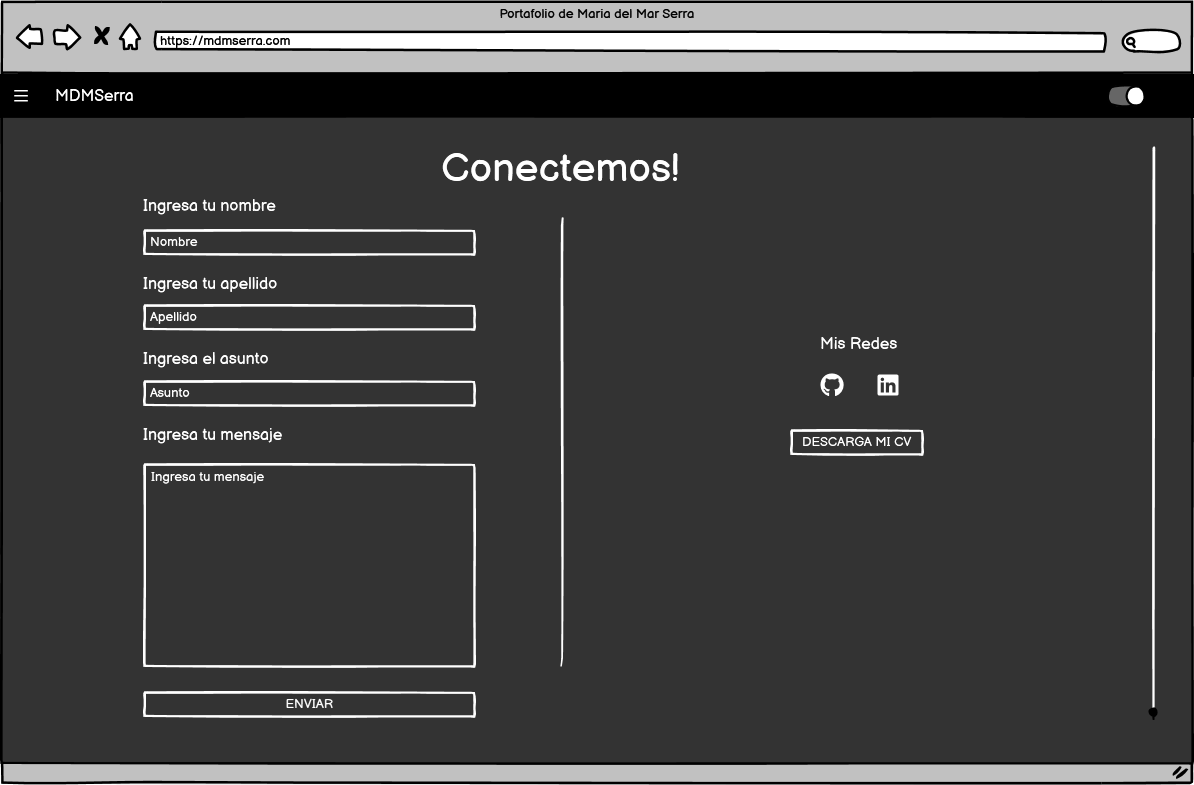 Portafolio de Maria del Mar Serra
https://mdmserra.com
MDMSerra
Conectemos!
Ingresa tu nombre
Nombre
Ingresa tu apellido
Apellido
Ingresa el asunto
Asunto
Ingresa tu mensaje
Ingresa tu mensaje
ENVIAR
Mis Redes
in
DESCARGA MI CV